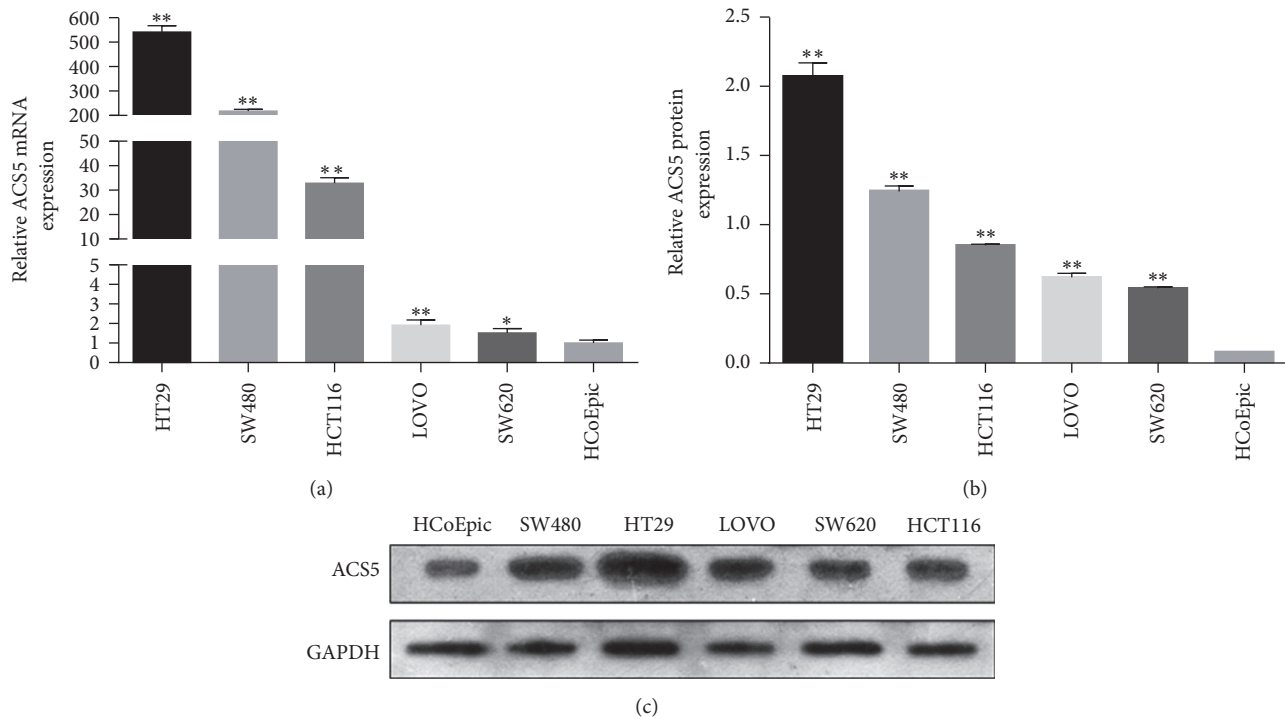 Relative ACS5 mRNA
expression
600
500
400
300
200
50
40
30
20
10
5
4
3
2
1
0
**
**
**
**
*
HT29
SW480
HCT116
LOVO
SW620
HCoEpic
(a)
Relative ACS5 protein
expression
2.5
2.0
1.5
1.0
0.5
0.0
**
**
**
**
**
HT29
SW480
HCT116
LOVO
SW620
HCoEpic
(b)
HCoEpic SW480 HT29 LOVO SW620 HCT116
ACS5
GAPDH
(c)